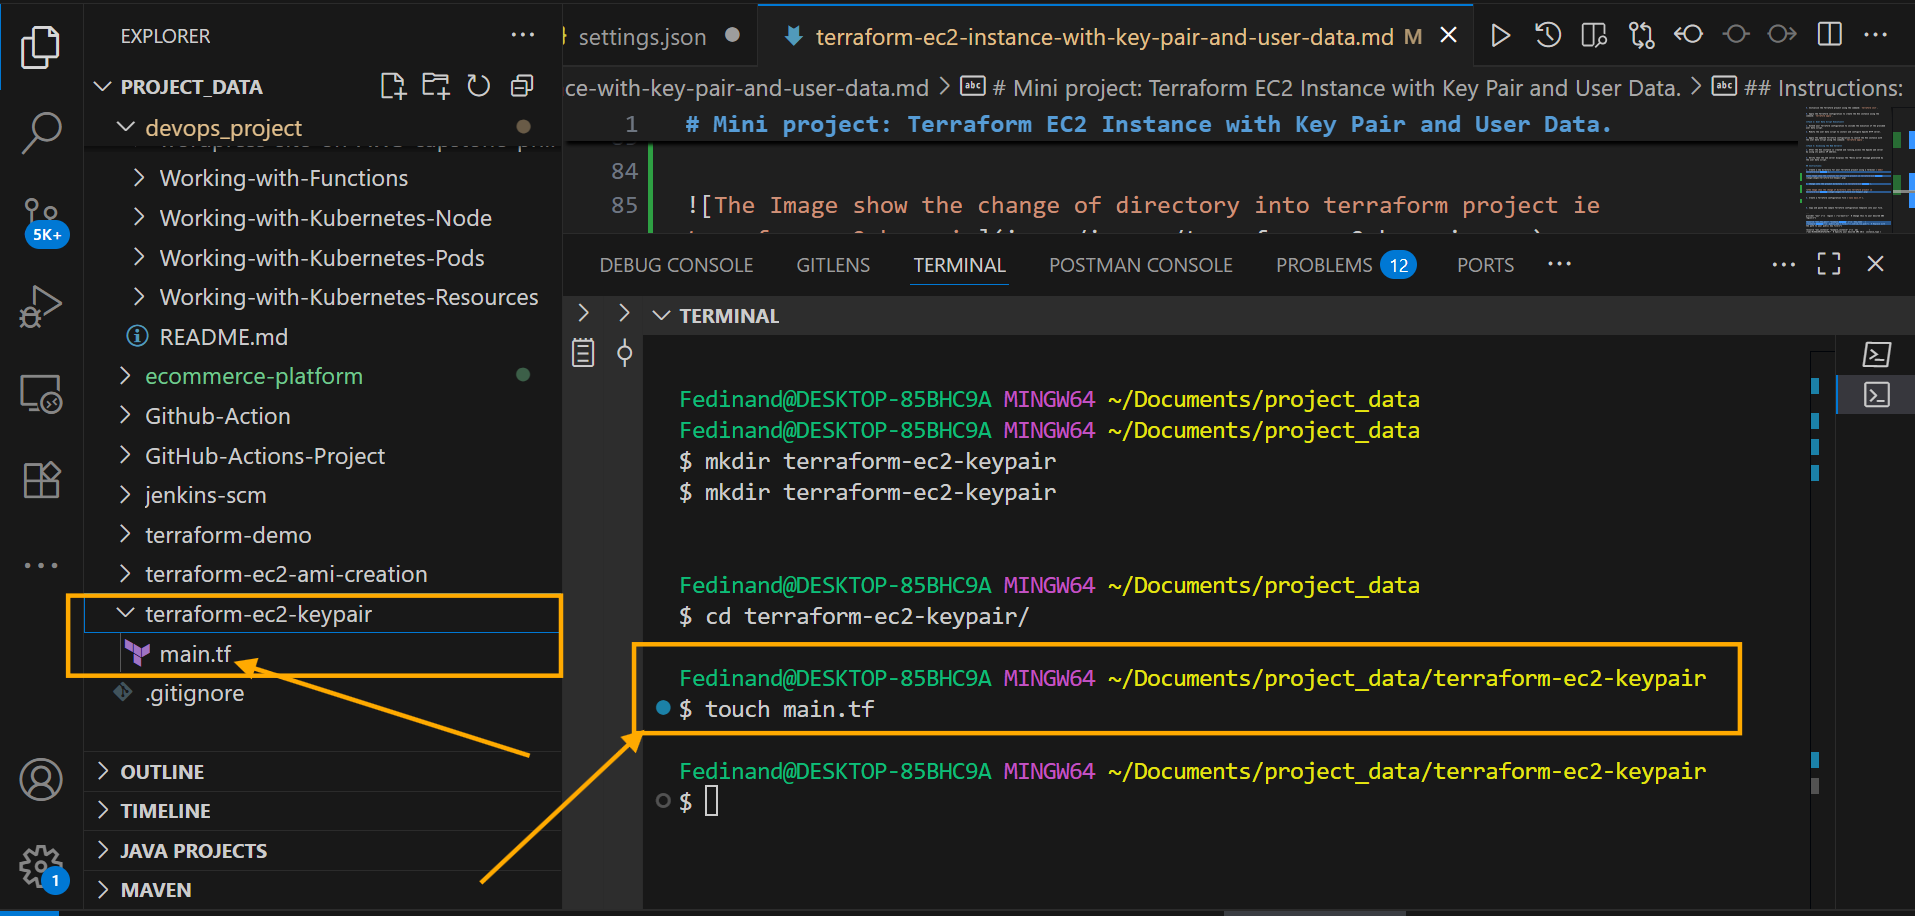 EXPLORER
PROJECT_DATA
devops_project
Working-with-Functions
Working-with-Kubernetes-Node
Working-with-Kubernetes-Pods
Working-with-Kubernetes-Resources
README.md
ecommerce-platform
Github-Action
GitHub-Actions-Project
jenkins-scm
terraform-demo
terraform-ec2-ami-creation
terraform-ec2-keypair
main.tf
.gitignore
OUTLINE
TIMELINE
JAVA PROJECTS
MAVEN
5K+
1
settings.json
terraform-ec2-instance-with-key-pair-and-user-data.md M
ce-with-key-pair-and-user-data.md > abc # Mini project: Terraform EC2 Instance with Key Pair and User Data. > abc ## Instructions:
1 # Mini project: Terraform EC2 Instance with Key Pair and User Data.
84
85 ![The Image show the change of directory into terraform project ie
DEBUG CONSOLE GITLENS TERMINAL POSTMAN CONSOLE PROBLEMS 12 PORTS
TERMINAL
Fedinand@DESKTOP-85BHC9A MINGW64 ~/Documents/project_data
Fedinand@DESKTOP-85BHC9A MINGW64 ~/Documents/project_data
$ mkdir terraform-ec2-keypair
$ mkdir terraform-ec2-keypair
Fedinand@DESKTOP-85BHC9A MINGW64 ~/Documents/project_data
$ cd terraform-ec2-keypair/
Fedinand@DESKTOP-85BHC9A MINGW64 ~/Documents/project_data/terraform-ec2-keypair
$ touch main.tf
Fedinand@DESKTOP-85BHC9A MINGW64 ~/Documents/project_data/terraform-ec2-keypair
$